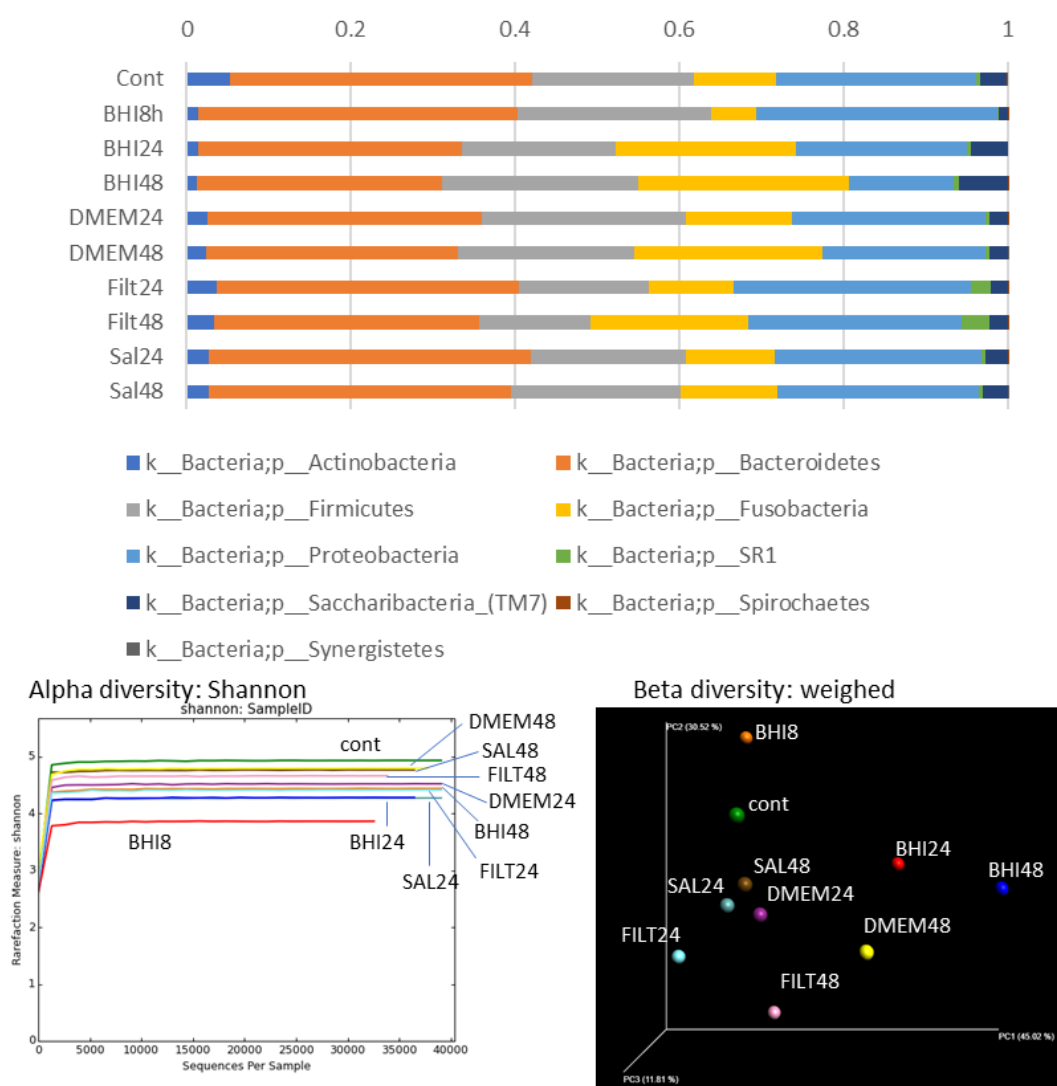 0 0.2 0.4 0.6 0.8 1
Cont
BHI8h
BHI24
BHI48
DMEM24
DMEM48
Filt24
Filt48
Sal24
Sal48
k__Bacteria;p__Actinobacteria k__Bacteria;p__Bacteroidetes
k__Bacteria;p__Firmicutes k__Bacteria;p__Fusobacteria
k__Bacteria;p__Proteobacteria k__Bacteria;p__SR1
k__Bacteria;p__Saccharibacteria_(TM7) k__Bacteria;p__Spirochaetes
k__Bacteria;p__Synergistetes
Alpha diversity: Shannon
shannon: SampleID
DMEM48
cont
SAL48
FILT48
DMEM24
BHI48
BHI8
BHI24
FILT24
SAL24
Rarefaction Measure: shannon
5
4
3
2
1
0
0 5000 10000 15000 20000 25000 30000 35000 40000
Sequences Per Sample
Beta diversity: weighed
PC2 (30.52 %)
BHI8
cont
BHI24
BHI48
SAL48
SAL24
DMEM24
DMEM48
FILT24
FILT48
PC1 (45.02 %)
PC3 (11.81 %)